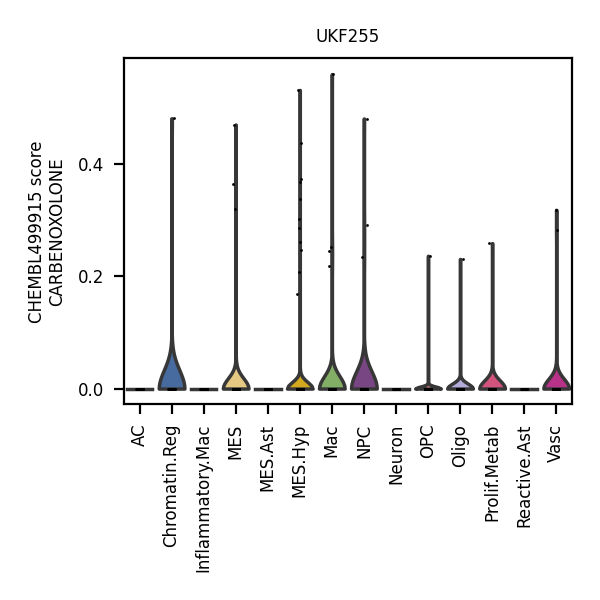 UKF255
CHEMBL499915 score
CARBENOXOLONE
0.4
0.2
0.0
AC
Chromatin.Reg
Inflammatory.Mac
MES
MES.Ast
MES.Hyp
Mac
NPC
Neuron
OPC
Oligo
Prolif.Metab
Reactive.Ast
Vasc